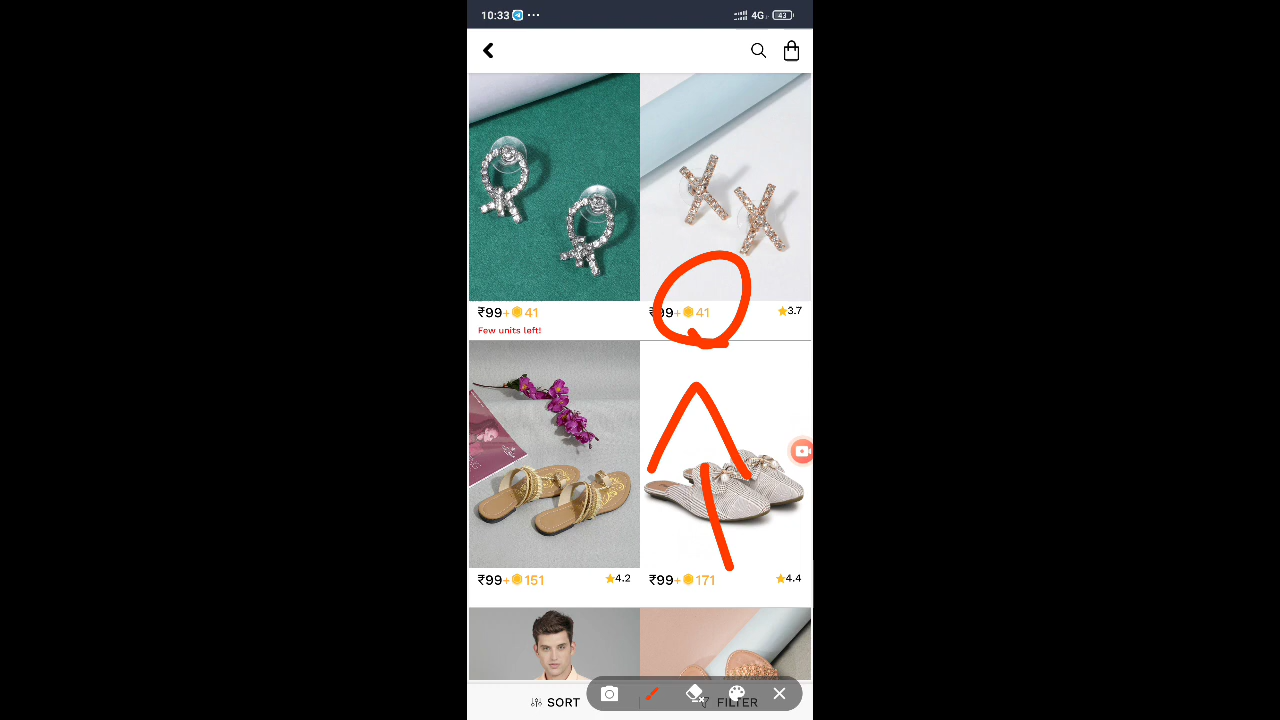 10:33 ... 4G 43
₹99+41
₹99+41 3.7
Few units left!
₹99+151 4.2
₹99+171 4.4
SORT
FILTER